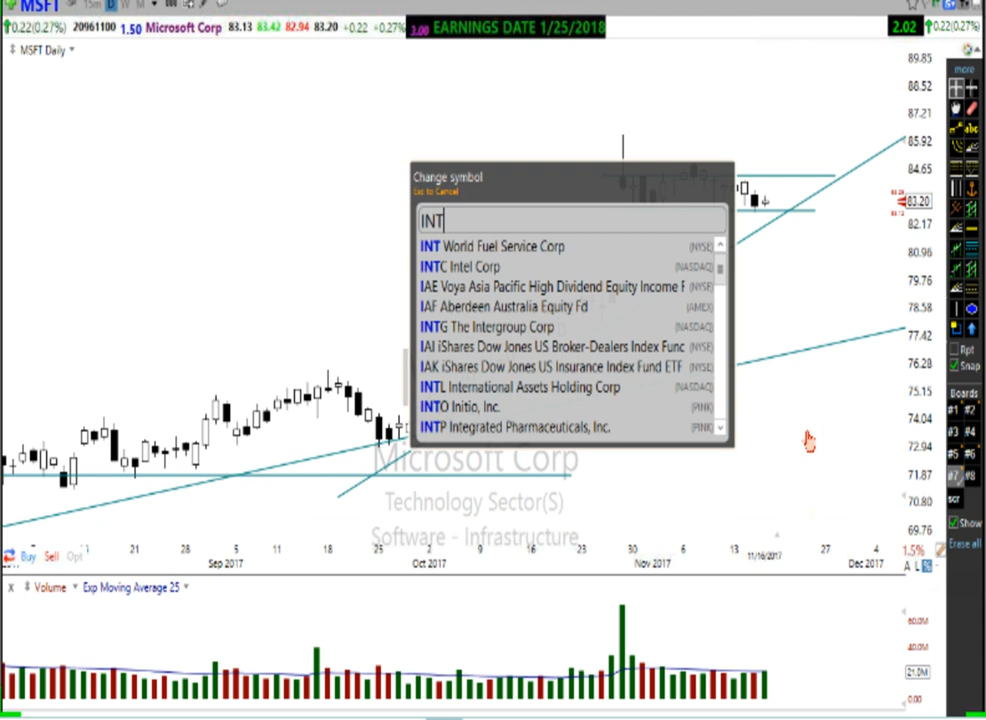 MSFT 15m D W M
0.22(0.27%) 20961100 1.50 Microsoft Corp 83.13 83.42 82.94 83.20 +0.22 +0.27% 3.00 EARNINGS DATE 1/25/2018 2.02 0.22(0.27%)
MSFT Daily
89.85
88.52
87.21
85.92
84.65
83.20
82.17
80.96
79.76
78.58
77.42
76.28
75.15
74.04
72.94
71.87
70.80
69.76
more
abc
Rpt
Snap
Boards
#1 #2
#3 #4
#5 #6
#7 #8
scr
Show
Erase all
Change symbol
Esc to Cancel
INT
INT World Fuel Service Corp (NYSE)
INTC Intel Corp (NASDAQ)
IAE Voya Asia Pacific High Dividend Equity Income F (NYSE)
IAF Aberdeen Australia Equity Fd (AMEX)
INTG The Intergroup Corp (NASDAQ)
IAI iShares Dow Jones US Broker-Dealers Index Func (NYSE)
IAK iShares Dow Jones US Insurance Index Fund ETF (NYSE)
INTL International Assets Holding Corp (NASDAQ)
INTO Initio, Inc. (PINK)
INTP Integrated Pharmaceuticals, Inc. (PINK)
Microsoft Corp
Technology Sector(S)
Software - Infrastructure
Buy Sell Opt
21 28 5 11 18 25 2 9 16 23 30 6 13 11/16/2017 27 4 1.5%
Sep 2017 Oct 2017 Nov 2017 Dec 2017 A L %
X Volume Exp Moving Average 25
60.0M
40.0M
21.0M
0.00